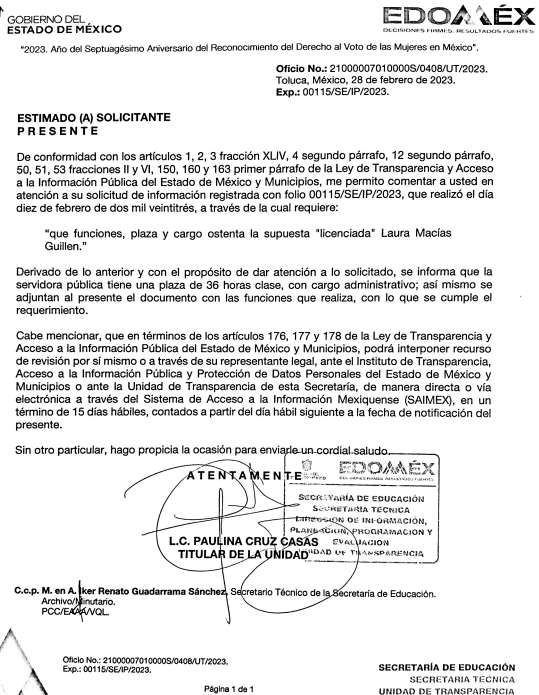 GOBIERNO DEL
ESTADO DE MÉXICO
EDOMÉX
DECISIONES FIRMES, RESULTADOS FUERTES
"2023. Año del Septuagésimo Aniversario del Reconocimiento del Derecho al Voto de las Mujeres en México".
Oficio No.: 21000007010000S/0408/UT/2023.
Toluca, México, 28 de febrero de 2023.
Exp.: 00115/SE/IP/2023.
ESTIMADO (A) SOLICITANTE
P R E S E N T E
De conformidad con los artículos 1, 2, 3 fracción XLIV, 4 segundo párrafo, 12 segundo párrafo,
50, 51, 53 fracciones II y VI, 150, 160 y 163 primer párrafo de la Ley de Transparencia y Acceso
a la Información Pública del Estado de México y Municipios, me permito comentar a usted en
atención a su solicitud de información registrada con folio 00115/SE/IP/2023, que realizó el día
diez de febrero de dos mil veintitrés, a través de la cual requiere:
"que funciones, plaza y cargo ostenta la supuesta "licenciada" Laura Macías
Guillen."
Derivado de lo anterior y con el propósito de dar atención a lo solicitado, se informa que la
servidora pública tiene una plaza de 36 horas clase, con cargo administrativo; así mismo se
adjuntan al presente el documento con las funciones que realiza, con lo que se cumple el
requerimiento.
Cabe mencionar, que en términos de los artículos 176, 177 y 178 de la Ley de Transparencia y
Acceso a la Información Pública del Estado de México y Municipios, podrá interponer recurso
de revisión por sí mismo o a través de su representante legal, ante el Instituto de Transparencia,
Acceso a la Información Pública y Protección de Datos Personales del Estado de México y
Municipios o ante la Unidad de Transparencia de esta Secretaría, de manera directa o vía
electrónica a través del Sistema de Acceso a la Información Mexiquense (SAIMEX), en un
término de 15 días hábiles, contados a partir del día hábil siguiente a la fecha de notificación del
presente.
Sin otro particular, hago propicia la ocasión para enviarle un cordial saludo.
A T E N T A M E N T E
EDOMÉX
DECISIONES FIRMES, RESULTADOS FUERTES
SECRETARÍA DE EDUCACIÓN
SECRETARIA TÉCNICA
DIRECCIÓN DE INFORMACIÓN,
PLANEACIÓN, PROGRAMACION Y
EVALUACION
UNIDAD DE TRANSPARENCIA
L.C. PAULINA CRUZ CASAS
TITULAR DE LA UNIDAD
C.c.p. M. en A. Iker Renato Guadarrama Sánchez, Secretario Técnico de la Secretaría de Educación.
Archivo/Minutario.
Oficio No.: 21000007010000S/0408/UT/2023.
Exp.: 00115/SE/IP/2023.
Página 1 de 1
SECRETARÍA DE EDUCACIÓN
SECRETARIA TECNICA
UNIDAD DE TRANSPARENCIA